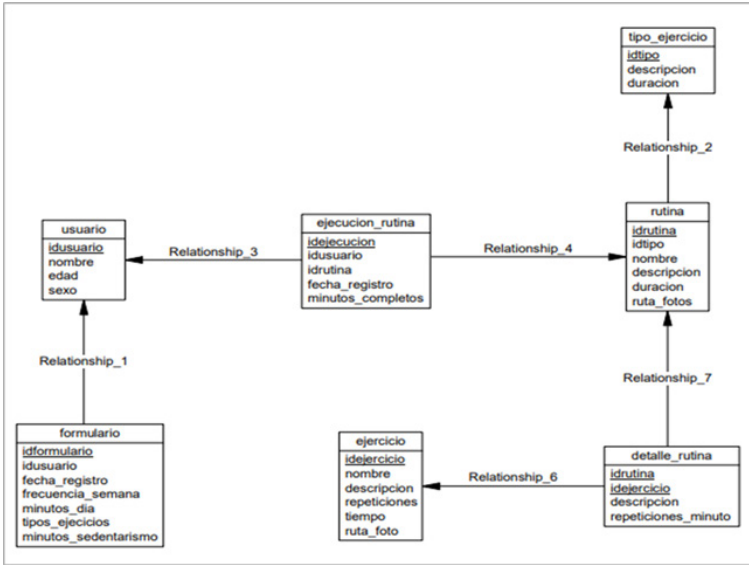 tipo_ejercicio
idtipo
descripcion
duracion
Relationship_2
rutina
idrutina
idtipo
nombre
descripcion
duracion
ruta_fotos
ejecucion_rutina
idejecucion
idusuario
idrutina
fecha_registro
minutos_completos
usuario
idusuario
nombre
edad
sexo
Relationship_3
Relationship_4
Relationship_1
Relationship_7
formulario
idformulario
idusuario
fecha_registro
frecuencia_semana
minutos_dia
tipos_ejecicios
minutos_sedentarismo
ejercicio
idejercicio
nombre
descripcion
repeticiones
tiempo
ruta_foto
Relationship_6
detalle_rutina
idrutina
idejercicio
descripcion
repeticiones_minuto